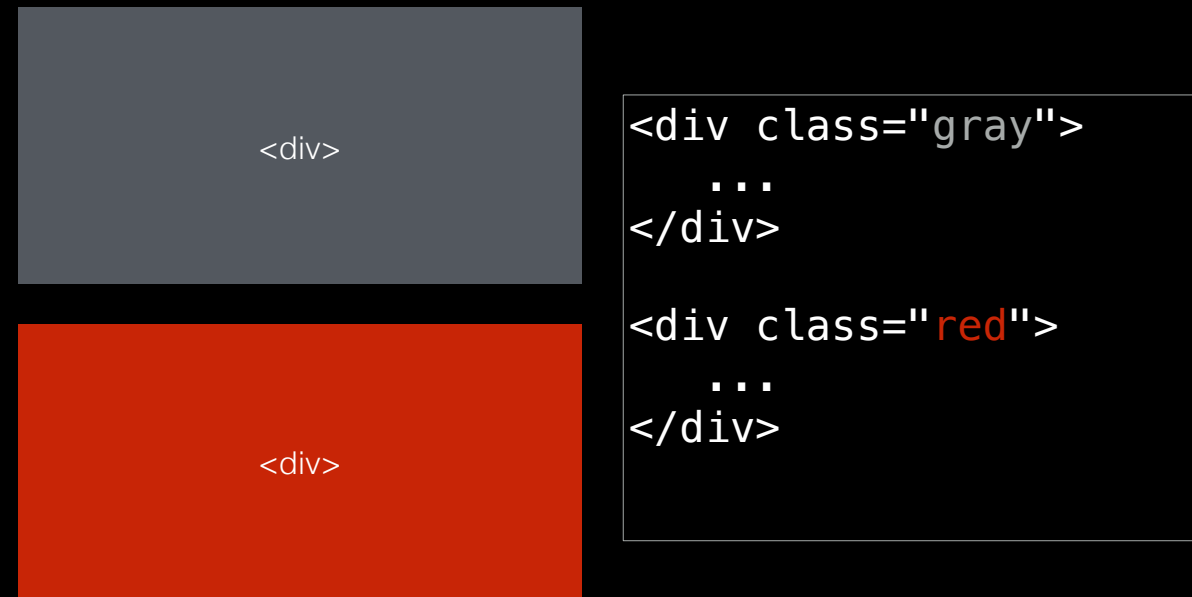 <div>
<div>
<div class="gray">
...
</div>
<div class="red">
...
</div>